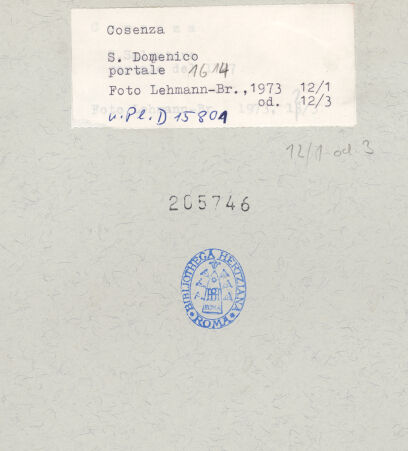 Cosenza
S. Domenico
portale 1614
Foto Lehmann-Br.,1973 12/1
od. 12/3
n. Pl. D 15801
12/1 od. 3
205746
BIBLIOTHECA HERTZIANA
ROMA